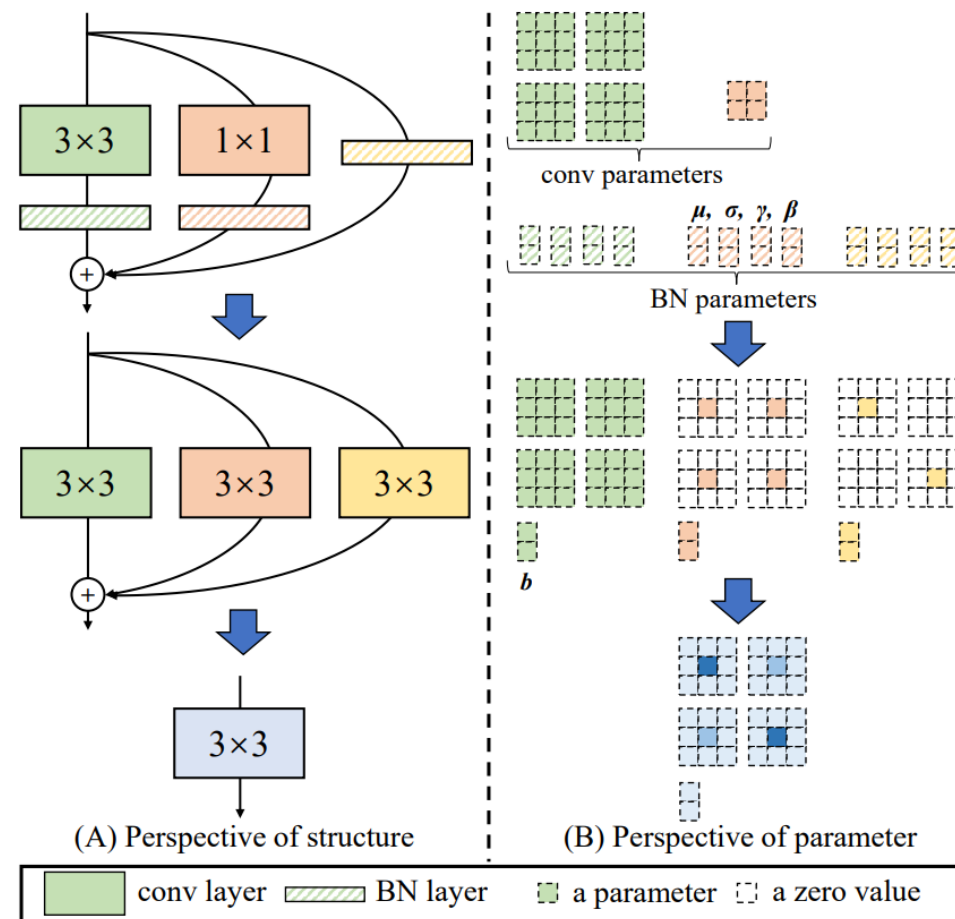 3×3
1×1
+
3×3
3×3
3×3
+
3×3
(A) Perspective of structure
conv parameters
μ, σ, γ, β
BN parameters
b
(B) Perspective of parameter
conv layer
BN layer
a parameter
a zero value